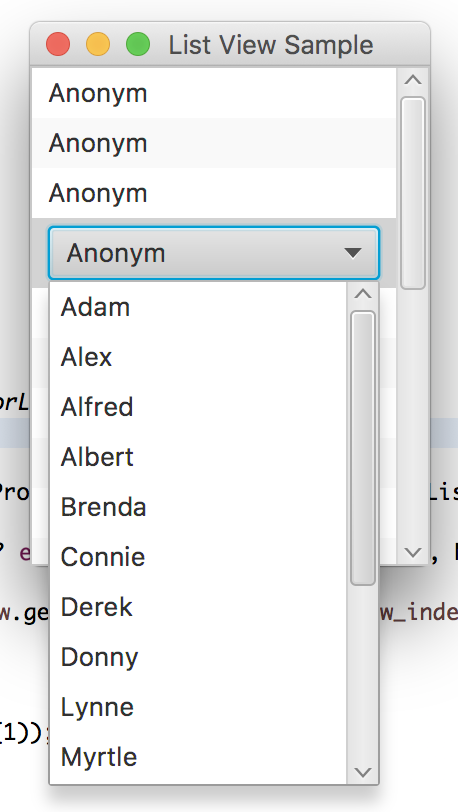 List View Sample
Anonym
Anonym
Anonym
Anonym
Adam
Alex
Alfred
orL
Albert
Pro
Lis
Brenda
? e
,
Connie
w.ge
w_inde
Derek
Donny
Lynne
[1));
Myrtle